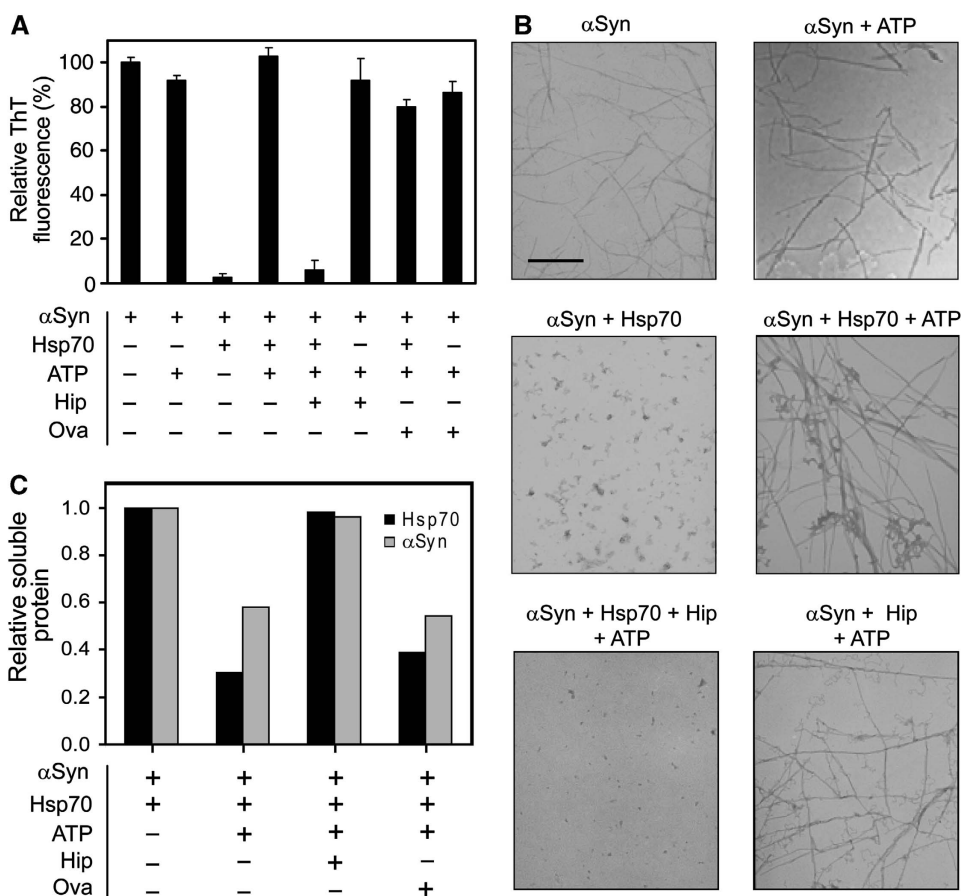 A
Relative ThT
fluorescence (%)
100
80
60
40
20
0
αSyn + + + + + + + +
Hsp70 – – + + + – + –
ATP – + – + + + + +
Hip – – – – + + – –
Ova – – – – – – + +
B
αSyn
αSyn + ATP
αSyn + Hsp70
αSyn + Hsp70 + ATP
αSyn + Hsp70 + Hip
+ ATP
αSyn + Hip
+ ATP
C
Relative soluble
protein
1.0
0.8
0.6
0.4
0.2
0.0
Hsp70
αSyn
αSyn + + + +
Hsp70 + + + +
ATP – + + +
Hip – – + –
Ova – – – +